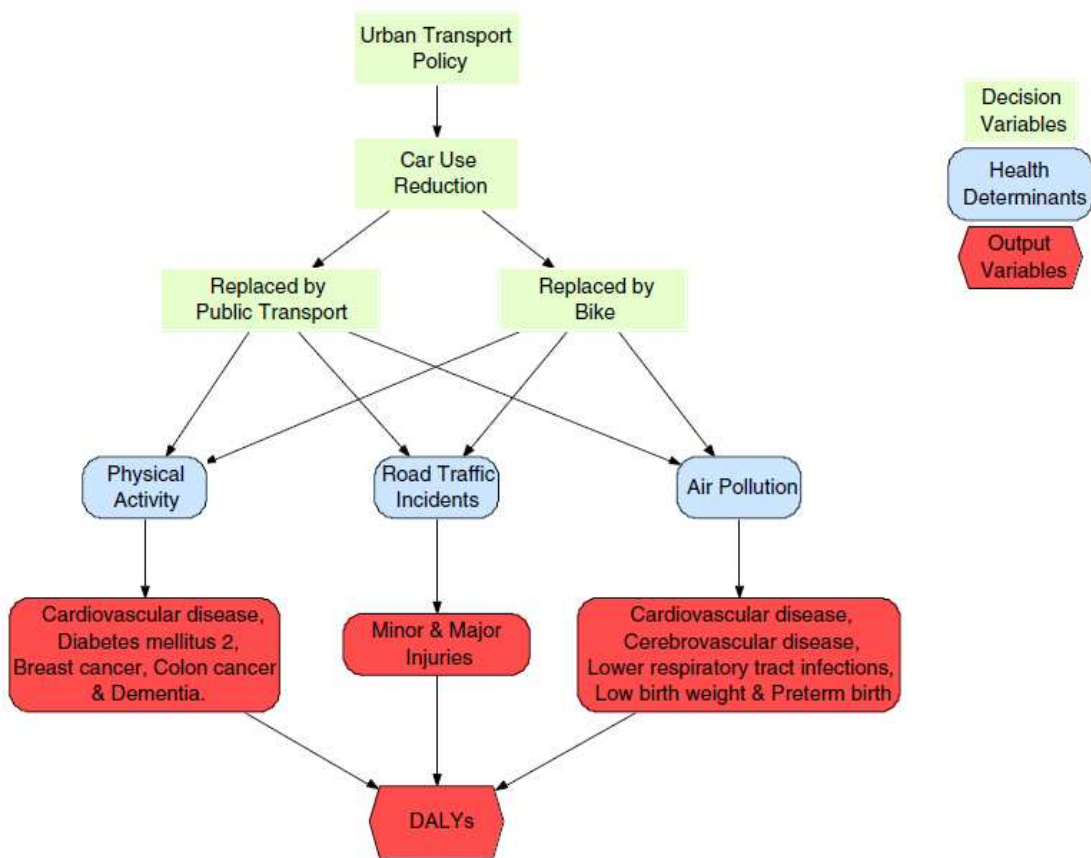 Urban Transport
Policy
Car Use
Reduction
Replaced by
Public Transport
Replaced by
Bike
Physical
Activity
Road Traffic
Incidents
Air Pollution
Cardiovascular disease,
Diabetes mellitus 2,
Breast cancer, Colon cancer
& Dementia.
Minor & Major
Injuries
Cardiovascular disease,
Cerebrovascular disease,
Lower respiratory tract infections,
Low birth weight & Preterm birth
DALYs
Decision
Variables
Health
Determinants
Output
Variables